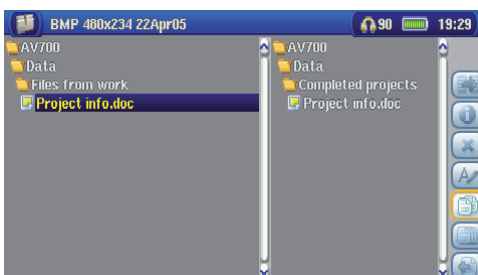 BMP 480x234 22Apr05 90 19:29
AV700
Data
Files from work
Project info.doc
AV700
Data
Completed projects
Project info.doc
A